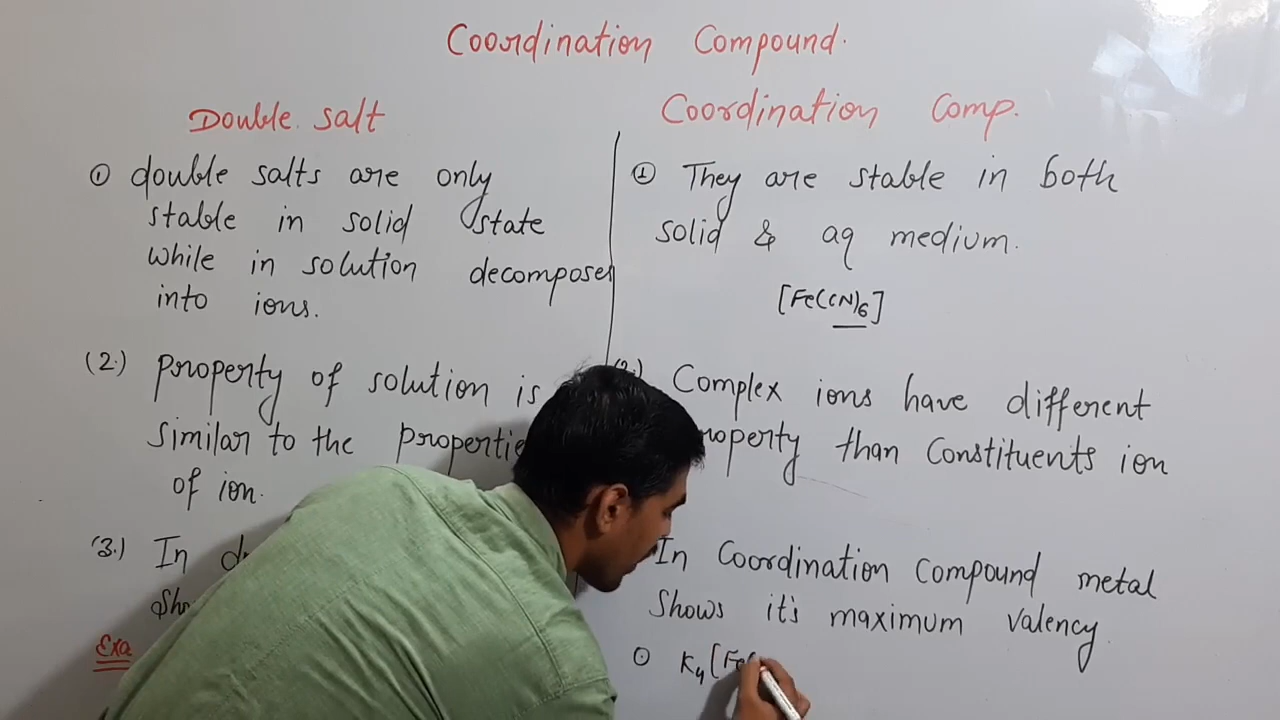 Coordination Compound.
Double salt
① double salts are only
stable in solid state
while in solution decomposes
into ions.
(2.) Property of solution is
similar to the
of ion.
(3.) In
Exa
Coordination Comp.
① They are stable in both
solid & aq medium.
[Fe(CN)6]
Complex ions have different
than Constituents ion
In Coordination Compound metal
shows it's maximum valency.
K4[Fe